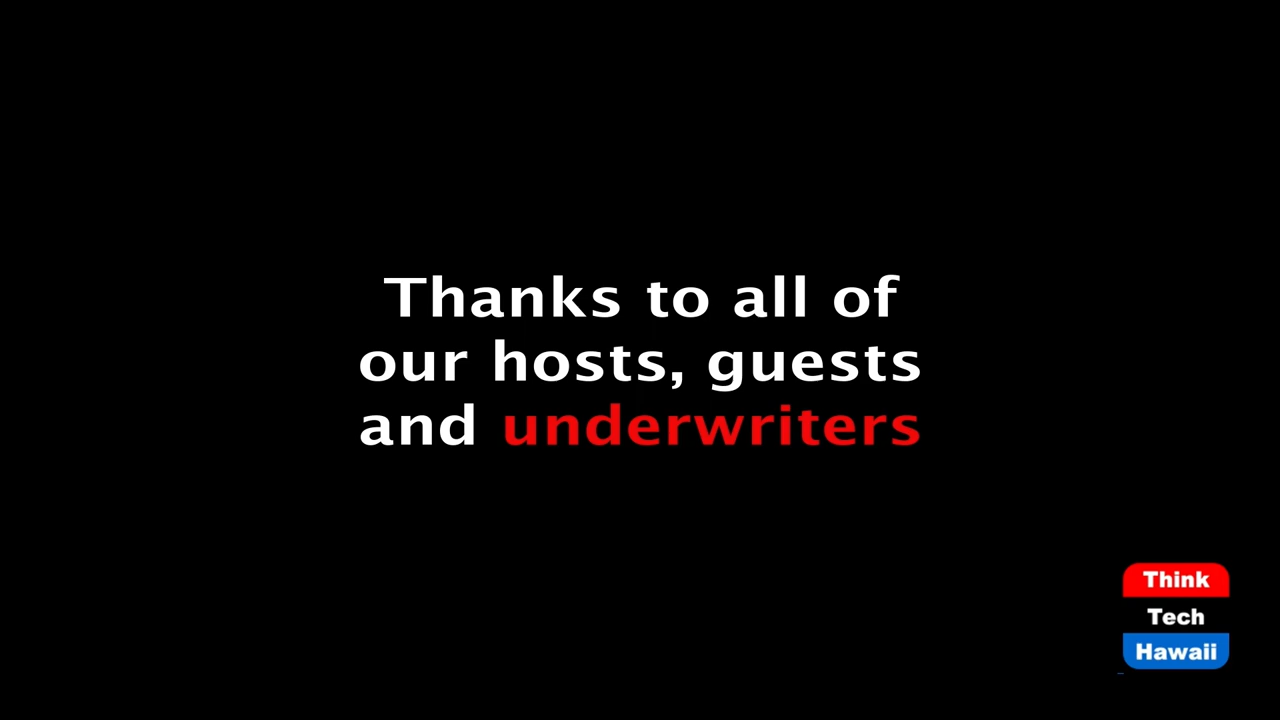 Thanks to all of
our hosts, guests
and underwriters
Think
Tech
Hawaii